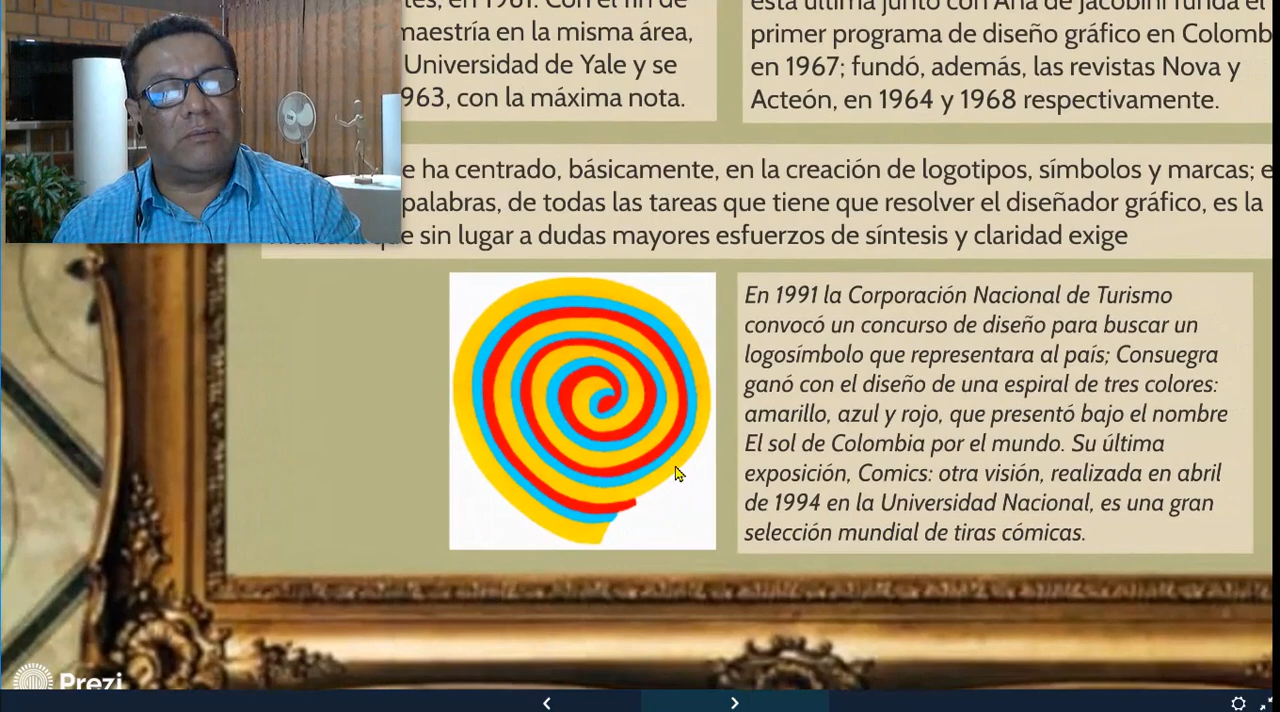 en 1961. Con el fin de
maestría en la misma área,
Universidad de Yale y se
963, con la máxima nota.
esta última junto con Ana de Jacobini funda el
primer programa de diseño gráfico en Colomb
en 1967; fundó, además, las revistas Nova y
Acteón, en 1964 y 1968 respectivamente.
e ha centrado, básicamente, en la creación de logotipos, símbolos y marcas; e
palabras, de todas las tareas que tiene que resolver el diseñador gráfico, es la
sin lugar a dudas mayores esfuerzos de síntesis y claridad exige
En 1991 la Corporación Nacional de Turismo
convocó un concurso de diseño para buscar un
logosímbolo que representara al país; Consuegra
ganó con el diseño de una espiral de tres colores:
amarillo, azul y rojo, que presentó bajo el nombre
El sol de Colombia por el mundo. Su última
exposición, Comics: otra visión, realizada en abril
de 1994 en la Universidad Nacional, es una gran
selección mundial de tiras cómicas.
Prezi